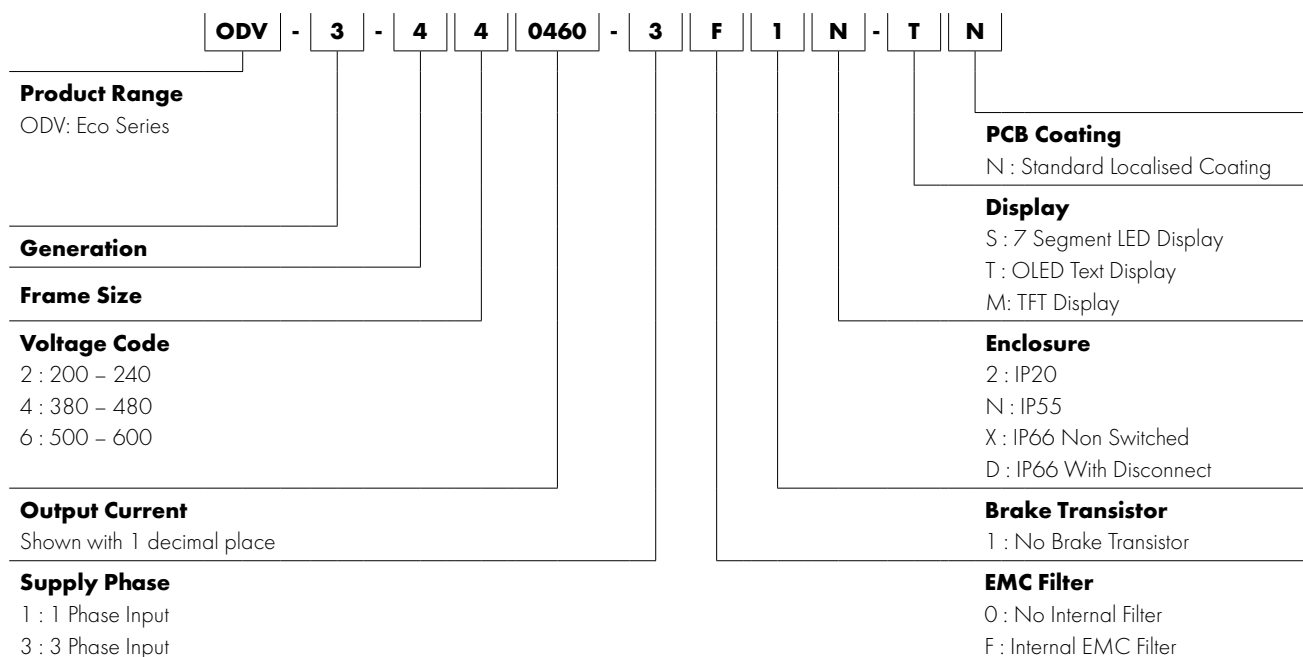 ODV - 3 - 4 4 0460 - 3 F 1 N - T N
Product Range
ODV: Eco Series
Generation
Frame Size
Voltage Code
2 : 200 – 240
4 : 380 – 480
6 : 500 – 600
Output Current
Shown with 1 decimal place
Supply Phase
1 : 1 Phase Input
3 : 3 Phase Input
PCB Coating
N : Standard Localised Coating
Display
S : 7 Segment LED Display
T : OLED Text Display
M: TFT Display
Enclosure
2 : IP20
N : IP55
X : IP66 Non Switched
D : IP66 With Disconnect
Brake Transistor
1 : No Brake Transistor
EMC Filter
0 : No Internal Filter
F : Internal EMC Filter